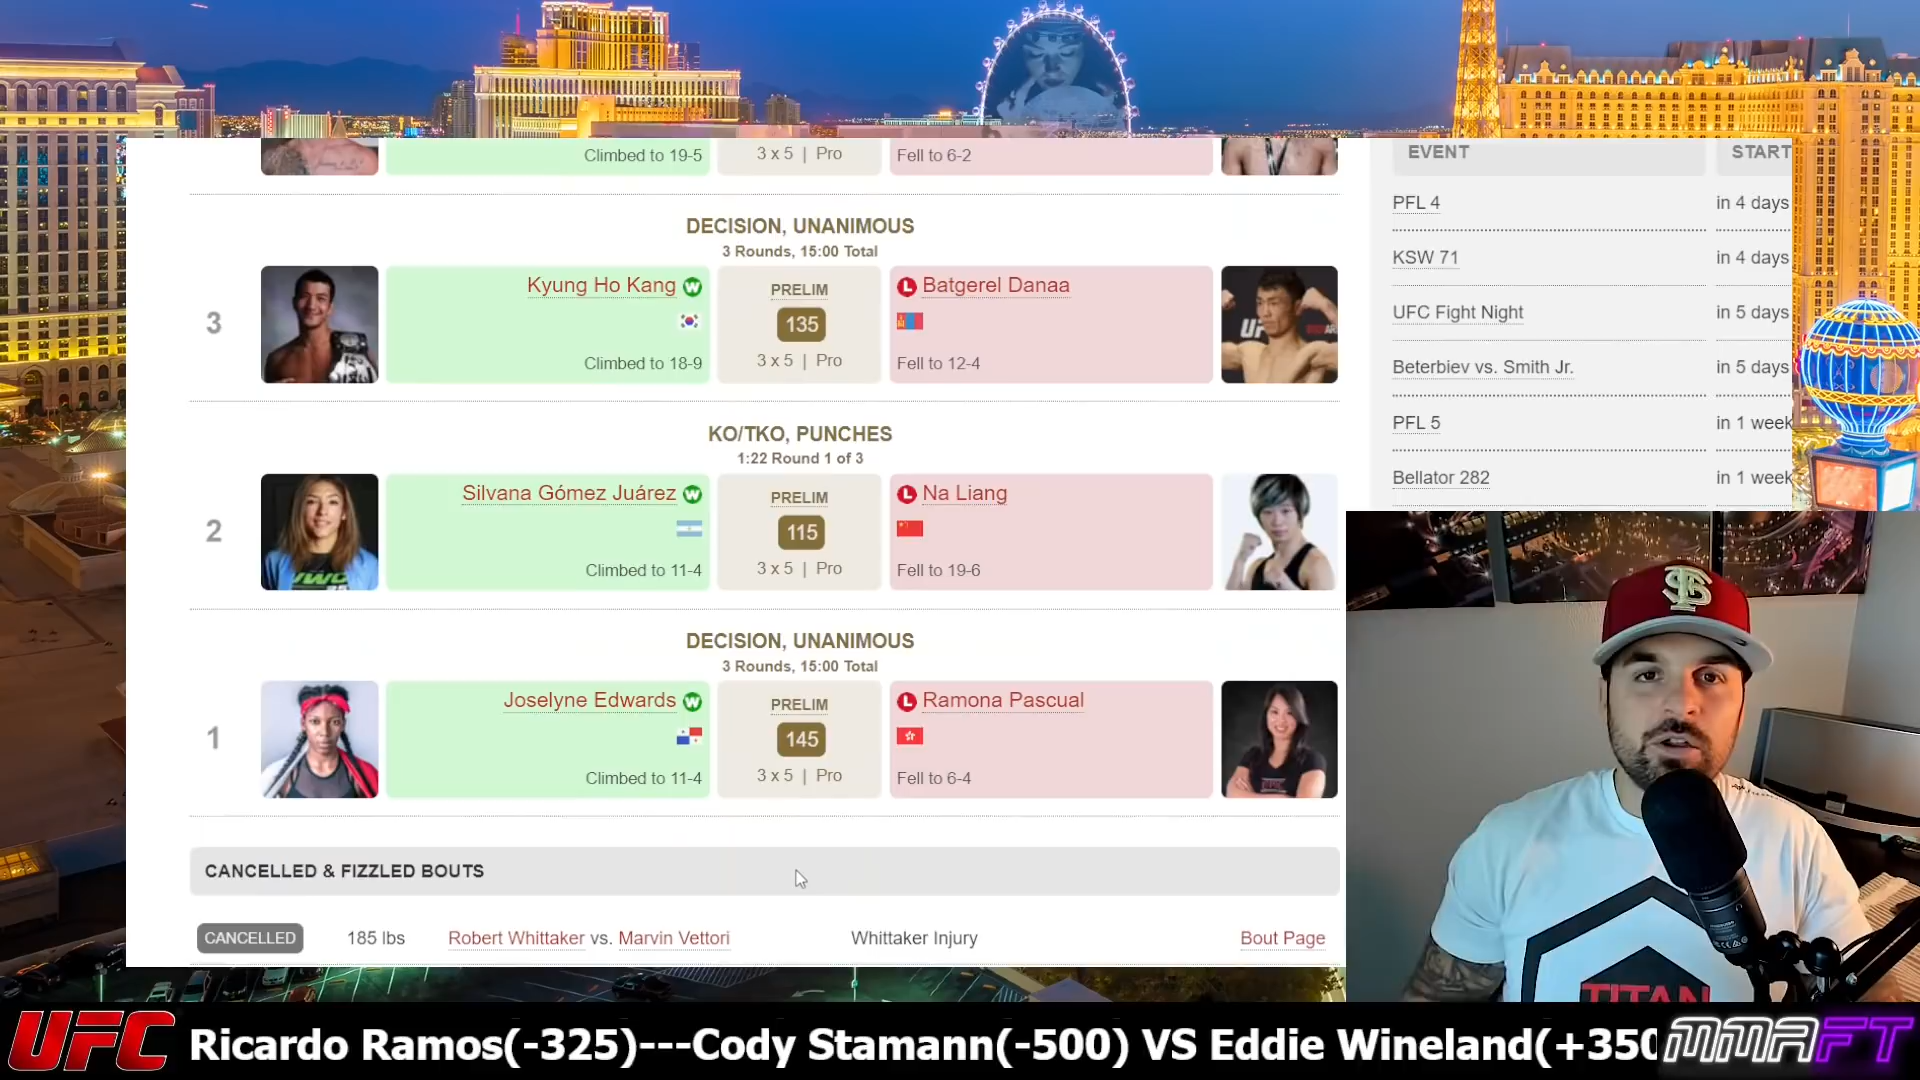 Climbed to 19-5
3 x 5 | Pro
Fell to 6-2
DECISION, UNANIMOUS
3 Rounds, 15:00 Total
3
Kyung Ho Kang W
PRELIM
L Batgerel Danaa
135
Climbed to 18-9
3 x 5 | Pro
Fell to 12-4
KO/TKO, PUNCHES
1:22 Round 1 of 3
2
Silvana Gómez Juárez W
PRELIM
L Na Liang
115
Climbed to 11-4
3 x 5 | Pro
Fell to 19-6
DECISION, UNANIMOUS
3 Rounds, 15:00 Total
1
Joselyne Edwards W
PRELIM
L Ramona Pascual
145
Climbed to 11-4
3 x 5 | Pro
Fell to 6-4
CANCELLED & FIZZLED BOUTS
CANCELLED 185 lbs Robert Whittaker vs. Marvin Vettori Whittaker Injury Bout Page
EVENT START
PFL 4 in 4 days
KSW 71 in 4 days
UFC Fight Night in 5 days
Beterbiev vs. Smith Jr. in 5 days
PFL 5 in 1 week
Bellator 282 in 1 week
TITAN
UFC Ricardo Ramos(-325)---Cody Stamann(-500) VS Eddie Wineland(+350 MMAFT